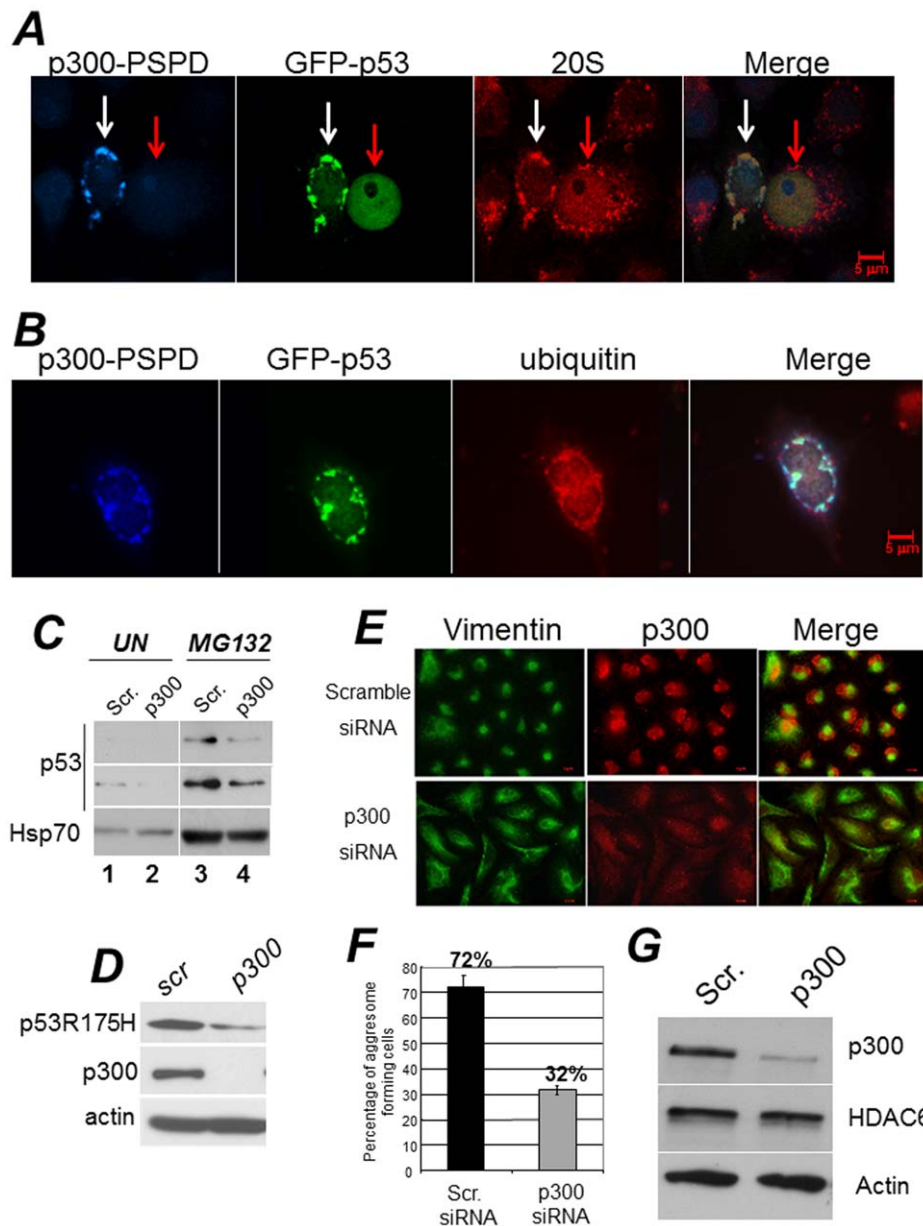 A
p300-PSPD GFP-p53 20S Merge
5 µm
B
p300-PSPD GFP-p53 ubiquitin Merge
5 µm
C
UN MG132
Scr. p300 Scr. p300
p53
Hsp70
1 2 3 4
E
Vimentin p300 Merge
Scramble
siRNA
p300
siRNA
D
scr p300
p53R175H
p300
actin
F
Percentage of aggresome
forming cells
80
70
60
50
40
30
20
10
0
72%
32%
Scr. p300
siRNA siRNA
G
Scr. p300
p300
HDAC6
Actin